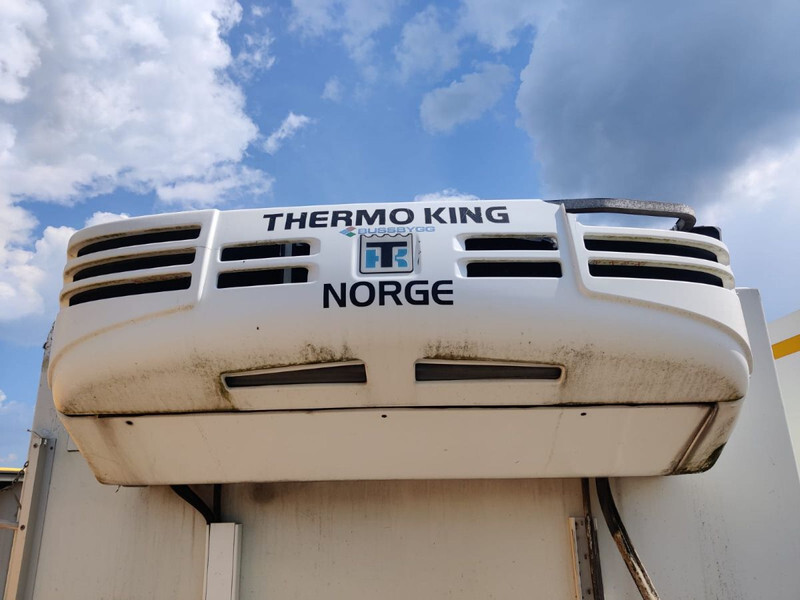 THERMO KING
BUSSBYGG
TK
NORGE